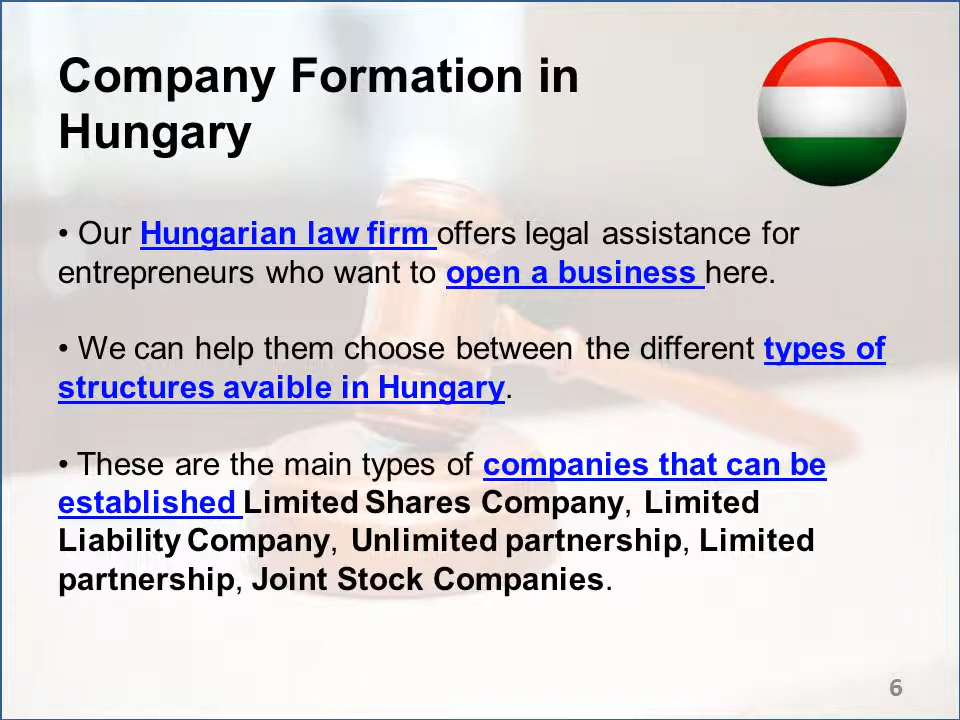 Company Formation in
Hungary
• Our Hungarian law firm offers legal assistance for
entrepreneurs who want to open a business here.
• We can help them choose between the different types of
structures avaible in Hungary.
• These are the main types of companies that can be
established Limited Shares Company, Limited
Liability Company, Unlimited partnership, Limited
partnership, Joint Stock Companies.
6